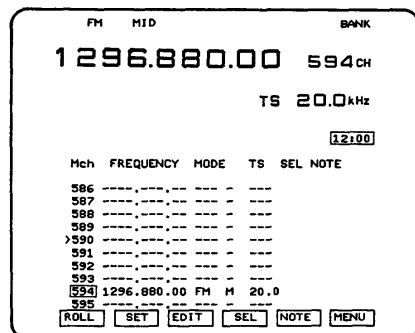 FM MID BANK
1296.880.00 594CH
TS 20.0kHz
12:00
Mch FREQUENCY MODE TS SEL NOTE
586 ----.---.-- --- - ---
587 ----.---.-- --- - ---
588 ----.---.-- --- - ---
589 ----.---.-- --- - ---
>590 ----.---.-- --- - ---
591 ----.---.-- --- - ---
592 ----.---.-- --- - ---
593 ----.---.-- --- - ---
594 1296.880.00 FM M 20.0
595 ----.---.-- --- - ---
ROLL SET EDIT SEL NOTE MENU